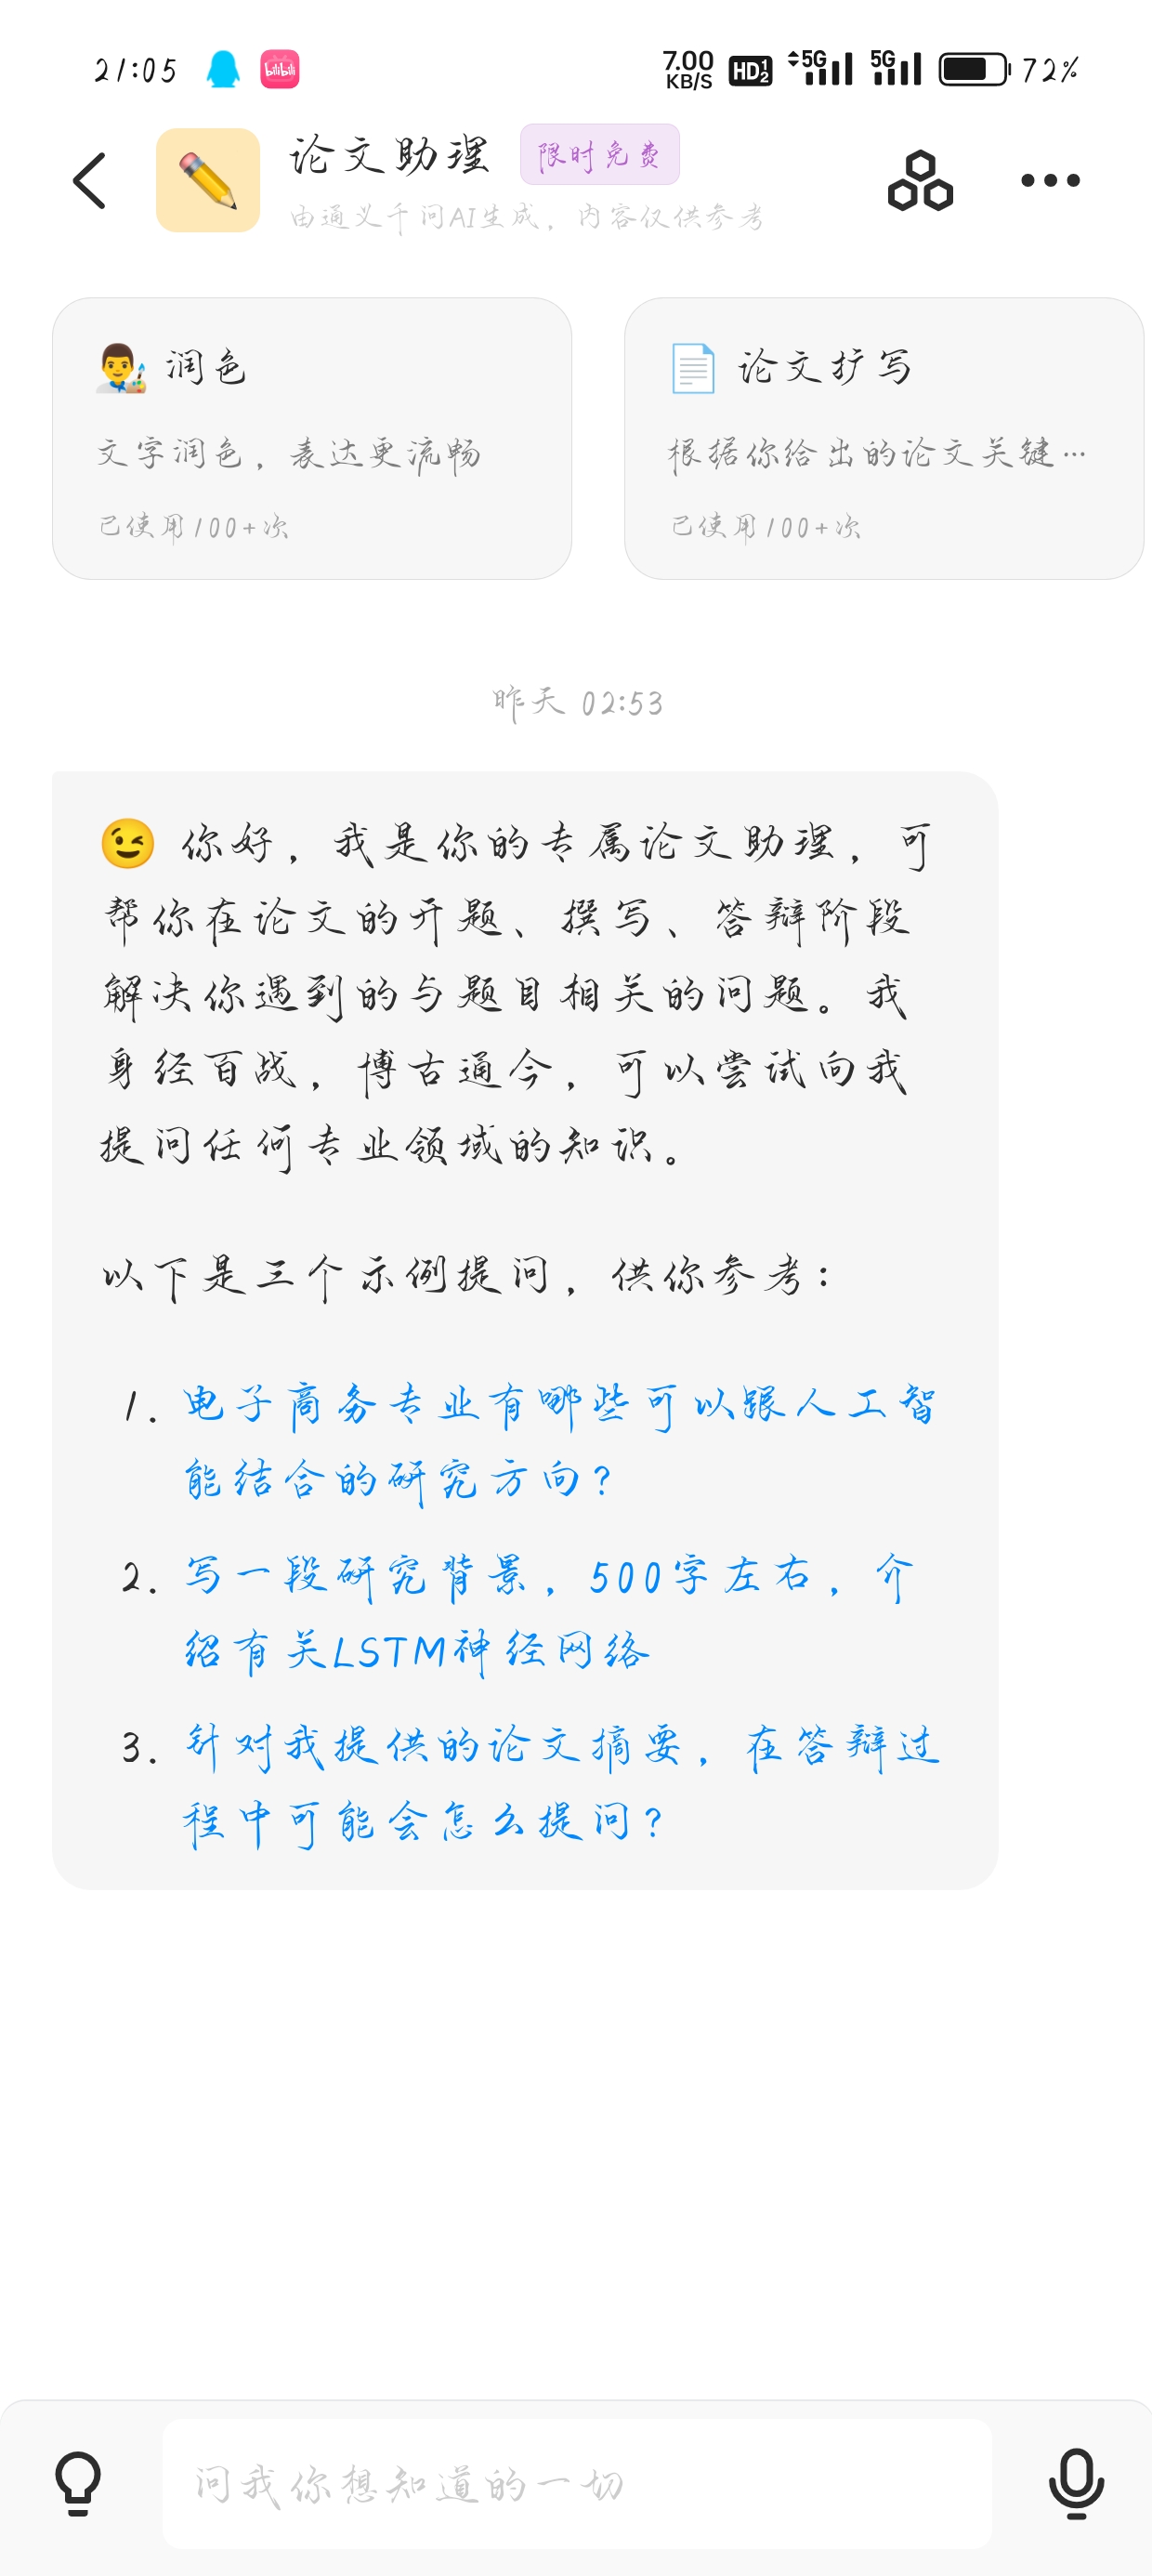 21:05 bilibili 7.00 KB/S HD 1 2 5G 5G 72%
论文助理 限时免费
由通义千问AI生成，内容仅供参考
润色 论文扩写
文字润色，表达更流畅 根据你给出的论文关键…
已使用100+次 已使用100+次
昨天 02:53
你好，我是你的专属论文助理，可
帮你在论文的开题、撰写、答辩阶段
解决你遇到的与题目相关的问题。我
身经百战，博古通今，可以尝试向我
提问任何专业领域的知识。
以下是三个示例提问，供你参考：
1. 电子商务专业有哪些可以跟人工智
能结合的研究方向？
2. 写一段研究背景，500字左右，介
绍有关LSTM神经网络
3. 针对我提供的论文摘要，在答辩过
程中可能会怎么提问？
问我你想知道的一切